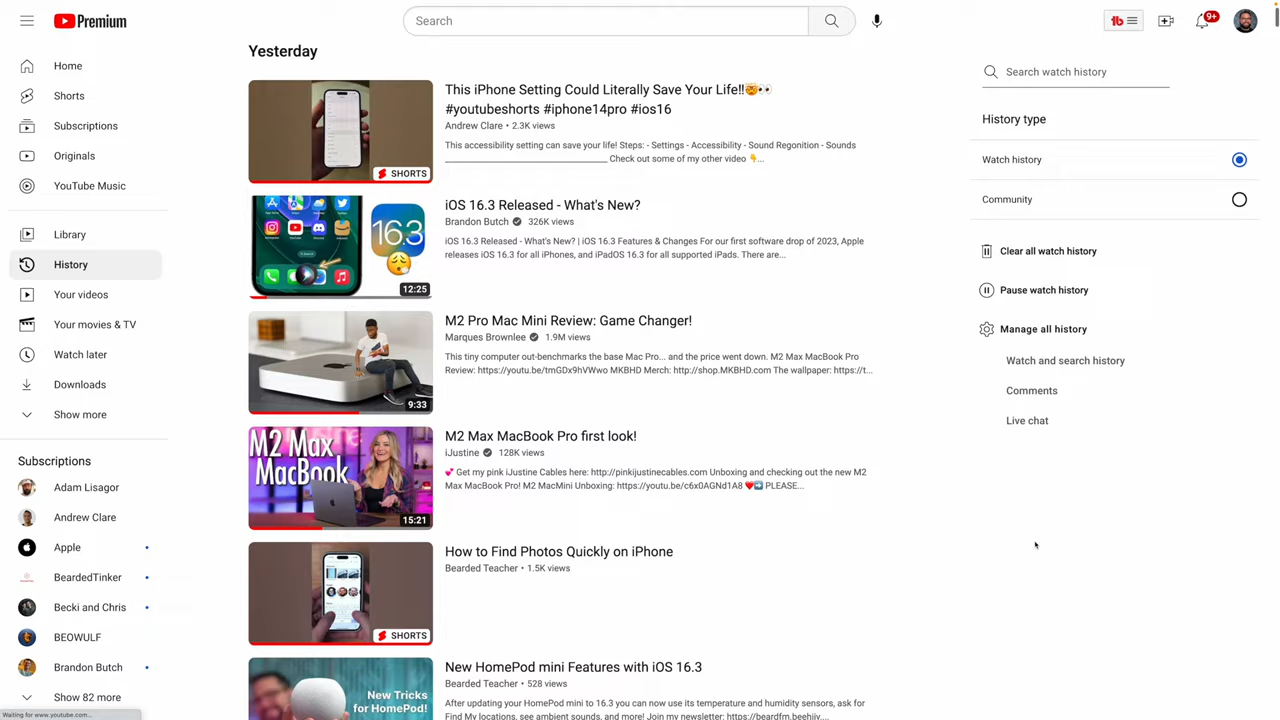 Premium
Search
9+
Home
Shorts
Subscriptions
Originals
YouTube Music
Library
History
Your videos
Your movies & TV
Watch later
Downloads
Show more
Subscriptions
Adam Lisagor
Andrew Clare
Apple
BeardedTinker
Becki and Chris
BEOWULF
Brandon Butch
Show 82 more
Waiting for www.youtube.com...
Yesterday
SHORTS
This iPhone Setting Could Literally Save Your Life!!🤯👀
#youtubeshorts #iphone14pro #ios16
Andrew Clare • 2.3K views
This accessibility setting can save your life! Steps: - Settings - Accessibility - Sound Regonition - Sounds
______________________________ Check out some of my other video 👇...
16.3
12:25
iOS 16.3 Released - What's New?
Brandon Butch 326K views
iOS 16.3 Released - What's New? | iOS 16.3 Features & Changes For our first software drop of 2023, Apple
releases iOS 16.3 for all iPhones, and iPadOS 16.3 for all supported iPads. There are...
9:33
M2 Pro Mac Mini Review: Game Changer!
Marques Brownlee 1.9M views
This tiny computer out-benchmarks the base Mac Pro... and the price went down. M2 Max MacBook Pro
Review: https://youtu.be/tmGDx9hVWwo MKBHD Merch: http://shop.MKBHD.com The wallpaper: https://t...
M2 Max
MacBook
15:21
M2 Max MacBook Pro first look!
iJustine 128K views
💕 Get my pink iJustine Cables here: http://pinkijustinecables.com Unboxing and checking out the new M2
Max MacBook Pro! M2 MacMini Unboxing: https://youtu.be/c6x0AGNd1A8 ❤️➡️ PLEASE...
SHORTS
How to Find Photos Quickly on iPhone
Bearded Teacher • 1.5K views
New Tricks
for HomePod!
New HomePod mini Features with iOS 16.3
Bearded Teacher • 528 views
After updating your HomePod mini to 16.3 you can now use its temperature and humidity sensors, ask for
Find My locations, see ambient sounds, and more! Join my newsletter: https://beardfm.beehiiv...
Search watch history
History type
Watch history
Community
Clear all watch history
Pause watch history
Manage all history
Watch and search history
Comments
Live chat